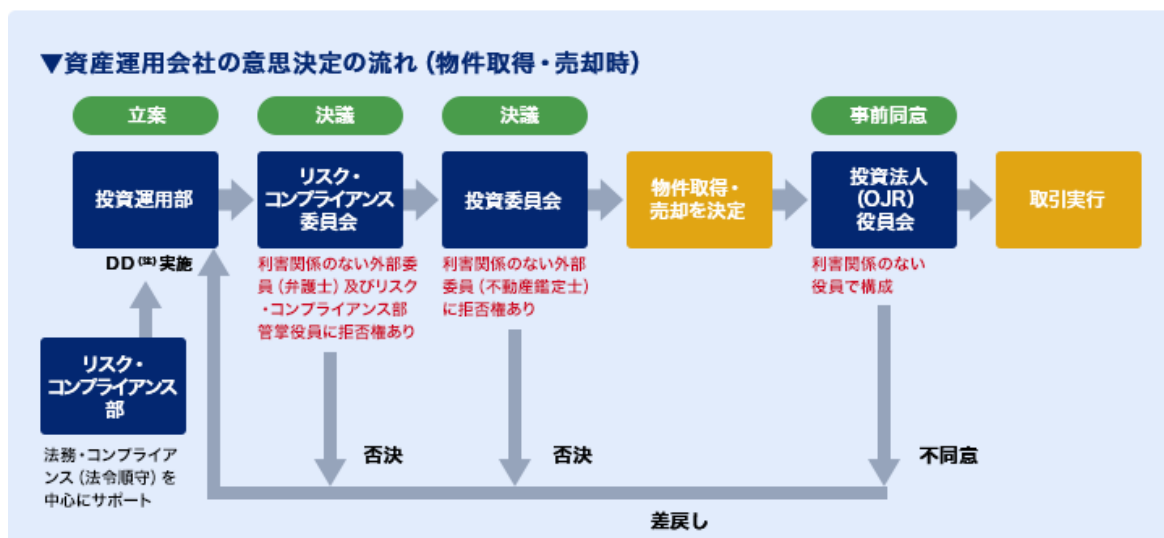 ▼資産運用会社の意思決定の流れ（物件取得・売却時）
立案
決議
決議
事前同意
投資運用部
リスク・
コンプライアンス
委員会
投資委員会
物件取得・
売却を決定
投資法人
(OJR)
役員会
取引実行
DD(注)実施
利害関係のない外部委
員（弁護士）及びリスク
・コンプライアンス部
管掌役員に拒否権あり
利害関係のない外部
委員（不動産鑑定士）
に拒否権あり
利害関係のない
役員で構成
リスク・
コンプライアンス
部
法務・コンプライア
ンス（法令順守）を
中心にサポート
否決
否決
不同意
差戻し